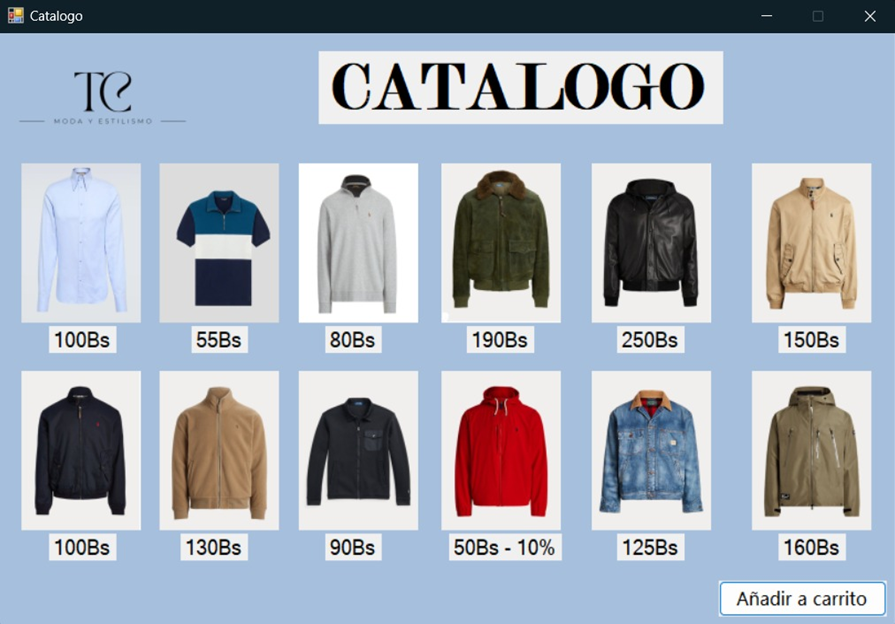 Catalogo
TC
MODA Y ESTILISMO
CATALOGO
100Bs
55Bs
80Bs
190Bs
250Bs
150Bs
100Bs
130Bs
90Bs
50Bs - 10%
125Bs
160Bs
Añadir a carrito